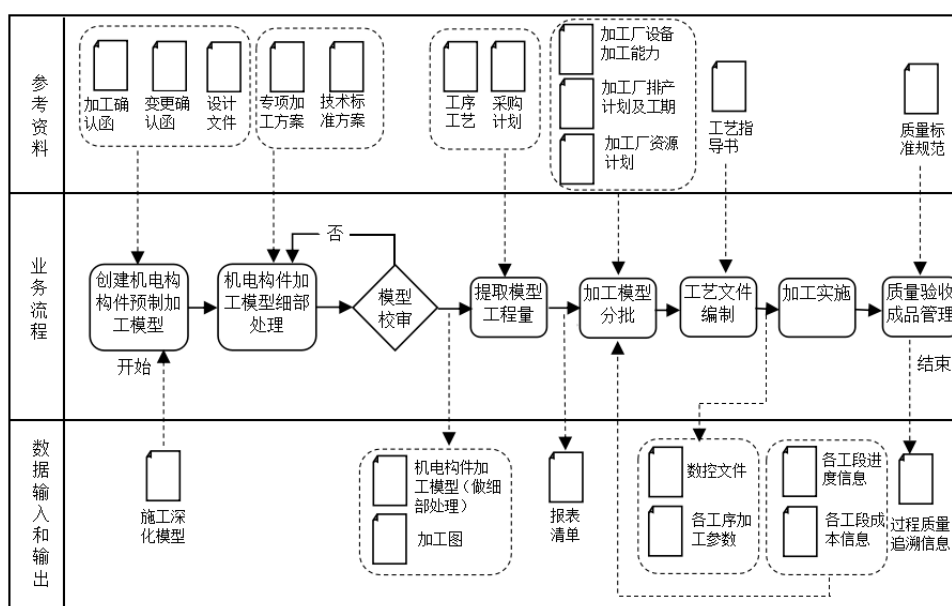 参考资料
加工确
认函
变更确
认函
设计
文件
专项加
工方案
技术标
准方案
工序
工艺
采购
计划
加工厂设备
加工能力
加工厂排产
计划及工期
加工厂资源
计划
工艺指
导书
质量标
准规范
业务流程
创建机电构
构件预制加
工模型
开始
机电构件加
工模型细部
处理
否
模型
校审
提取模型
工程量
加工模型
分批
工艺文件
编制
加工实施
质量验收
成品管理
结束
数据输入和输出
施工深
化模型
机电构件加
工模型（做细
部处理）
加工图
报表
清单
数控文件
各工序加
工参数
各工段进
度信息
各工段成
本信息
过程质量
追溯信息